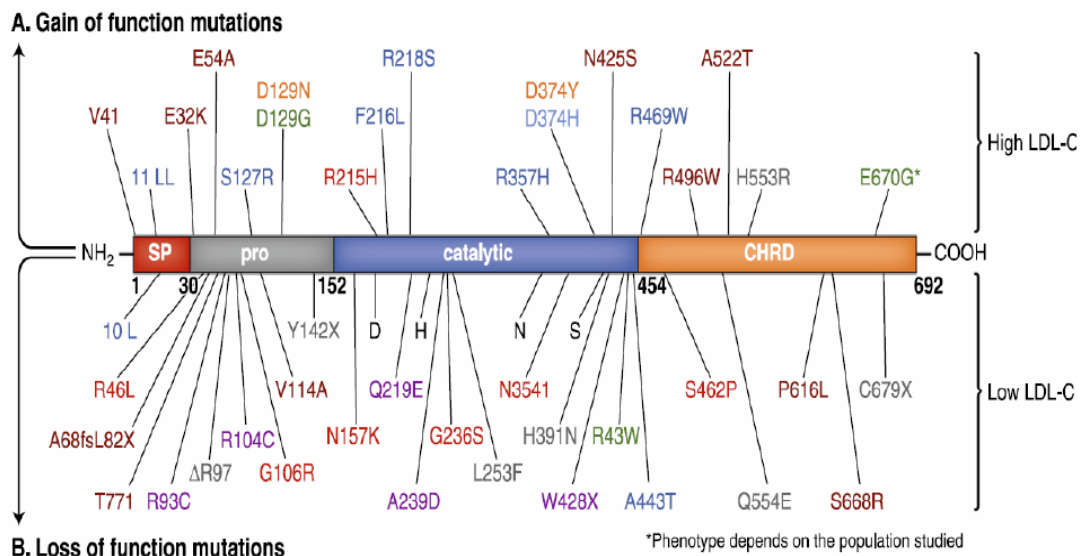 A. Gain of function mutations
E54A R218S N425S A522T
D129N D374Y
V41 E32K D129G F216L D374H R469W
High LDL-C
11 LL S127R R215H R357H R496W H553R E670G*
NH2 SP pro catalytic CHRD COOH
1 30 152 454 692
10 L Y142X D H N S
R46L V114A Q219E N3541 S462P P616L C679X
Low LDL-C
A68fsL82X R104C N157K G236S H391N R43W
ΔR97 G106R L253F
T771 R93C A239D W428X A443T Q554E S668R
B. Loss of function mutations
*Phenotype depends on the population studied